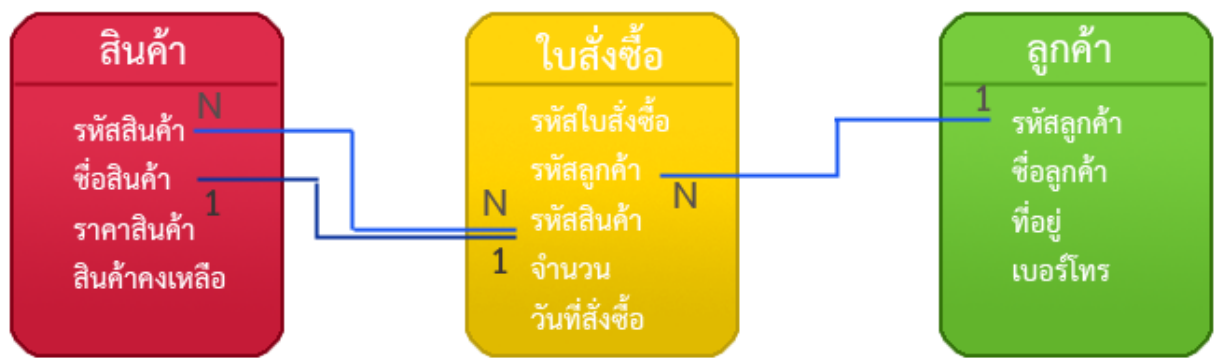 สินค้า
N
รหัสสินค้า
ชื่อสินค้า
1
ราคาสินค้า
สินค้าคงเหลือ
ใบสั่งซื้อ
รหัสใบสั่งซื้อ
รหัสลูกค้า
N
N
รหัสสินค้า
1
จำนวน
วันที่สั่งซื้อ
ลูกค้า
1
รหัสลูกค้า
ชื่อลูกค้า
ที่อยู่
เบอร์โทร